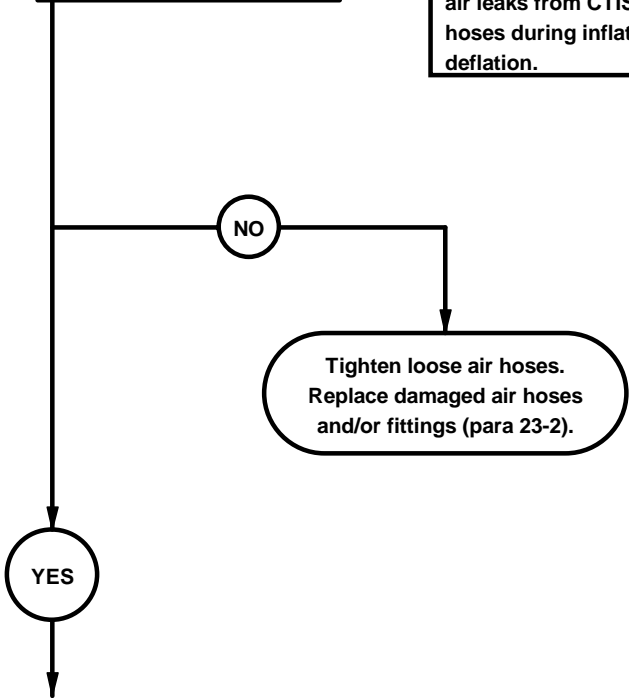 air leaks from CTIS
hoses during
deflation.
NO
Tighten loose air hoses.
Replace damaged air hoses
and/or fittings (para 23-2).
YES